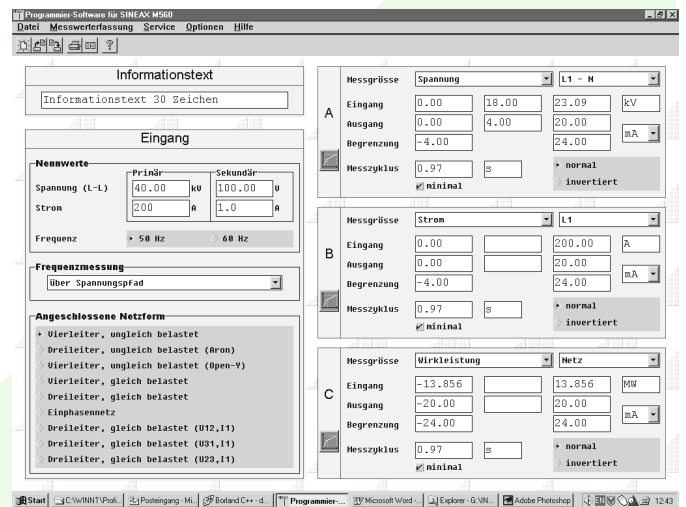 Programmier-Software für SINEAX M560
Datei Messwerterfassung Service Optionen Hilfe
Informationstext
Informationstext 30 Zeichen
Eingang
Nennwerte
Primär Sekundär
Spannung (L-L) 40.00 kV 100.00 V
Strom 200 A 1.0 A
Frequenz 50 Hz 60 Hz
Frequenzmessung
über Spannungspfad
Angeschlossene Netzform
Vierleiter, ungleich belastet
Dreileiter, ungleich belastet (Aron)
Vierleiter, ungleich belastet (Open-Y)
Vierleiter, gleich belastet
Dreileiter, gleich belastet
Einphasennetz
Dreileiter, gleich belastet (U12,I1)
Dreileiter, gleich belastet (U31,I1)
Dreileiter, gleich belastet (U23,I1)
A
Messgrösse Spannung L1 - N
Eingang 0.00 18.00 23.09 kV
Ausgang 0.00 4.00 20.00 mA
Begrenzung -4.00 24.00
Messzyklus 0.97 s normal
minimal invertiert
B
Messgrösse Strom L1
Eingang 0.00 200.00 A
Ausgang 0.00 20.00 mA
Begrenzung -4.00 24.00
Messzyklus 0.97 s normal
minimal invertiert
C
Messgrösse Wirkleistung Netz
Eingang -13.856 13.856 MW
Ausgang -20.00 20.00 mA
Begrenzung -24.00 24.00
Messzyklus 0.97 s normal
minimal invertiert
Start C:\WINNT\Profi... Posteingang - Mi... Borland C++ - d... Programmier-... Microsoft Word -... Explorer - G:\IN... Adobe Photoshop EN 12:43